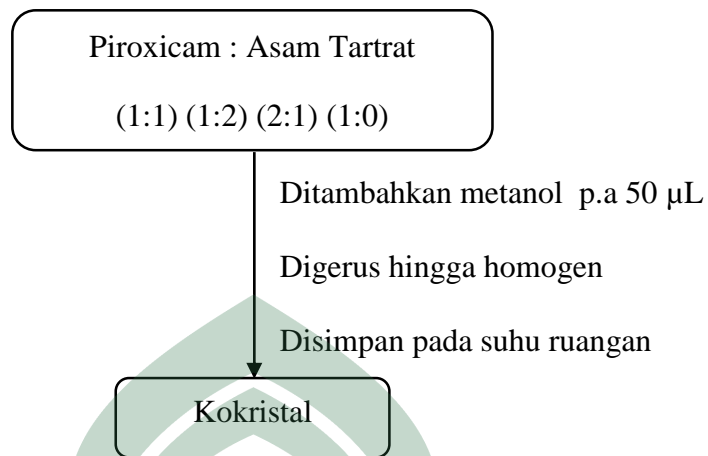 Piroxicam : Asam Tartrat
(1:1) (1:2) (2:1) (1:0)
Ditambahkan metanol p.a 50 µL
Digerus hingga homogen
Disimpan pada suhu ruangan
Kokristal